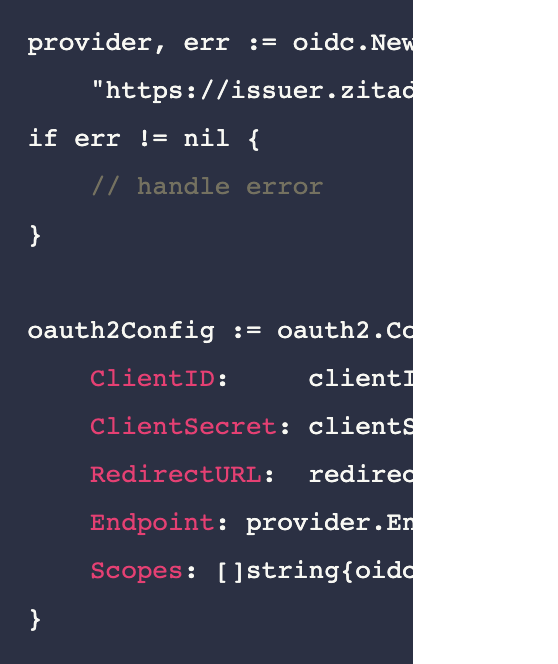 provider, err := oidc.New
    "https://issuer.zitad
if err != nil {
    // handle error
}

oauth2Config := oauth2.Co
    ClientID:     clientI
    ClientSecret: clientS
    RedirectURL:  redirec
    Endpoint: provider.En
    Scopes: []string{oidc
}